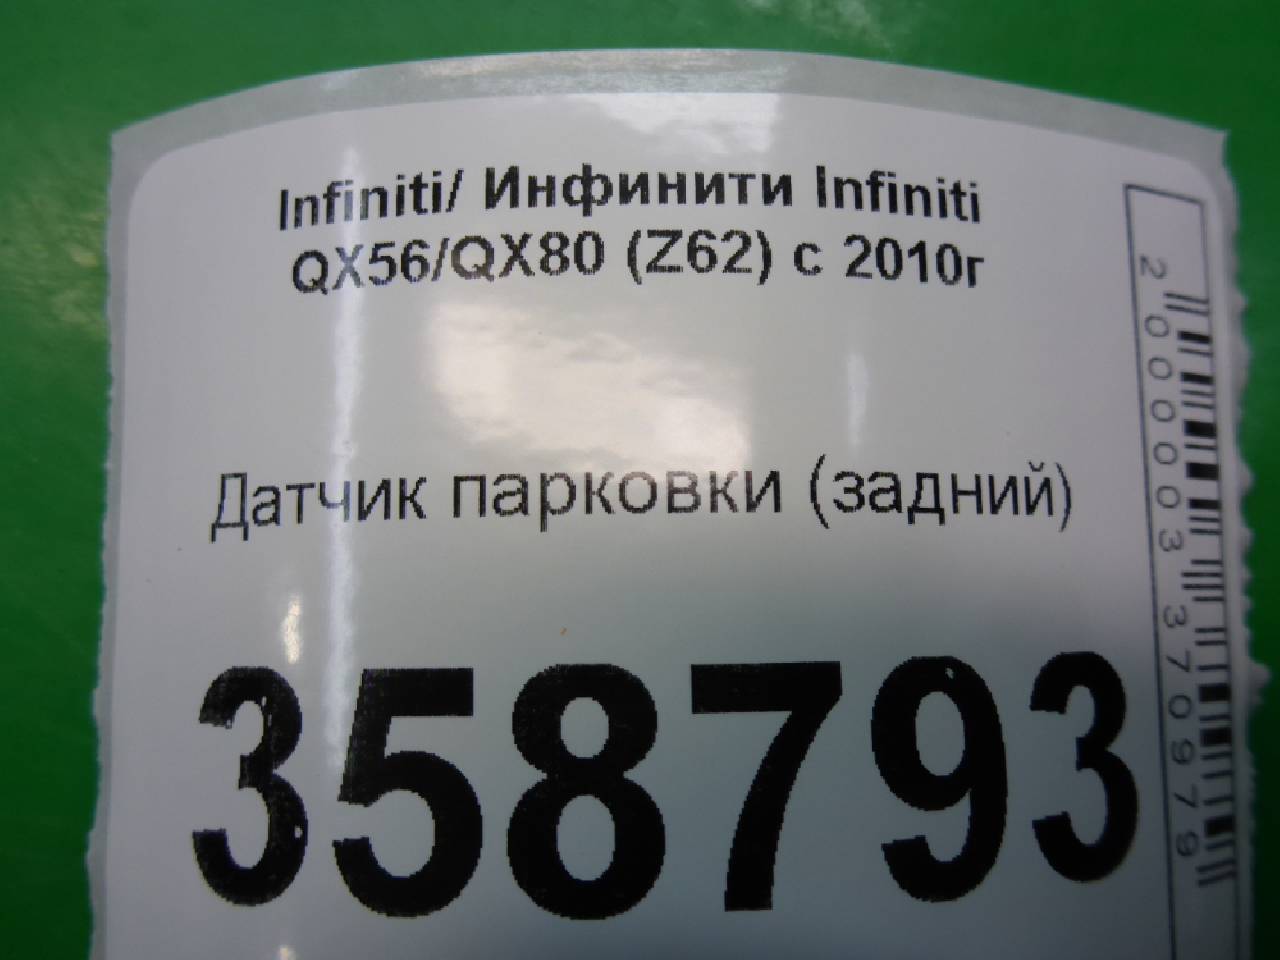 Infiniti/ Инфинити Infiniti
QX56/QX80 (Z62) с 2010г
Датчик парковки (задний)
358793
2000003370979